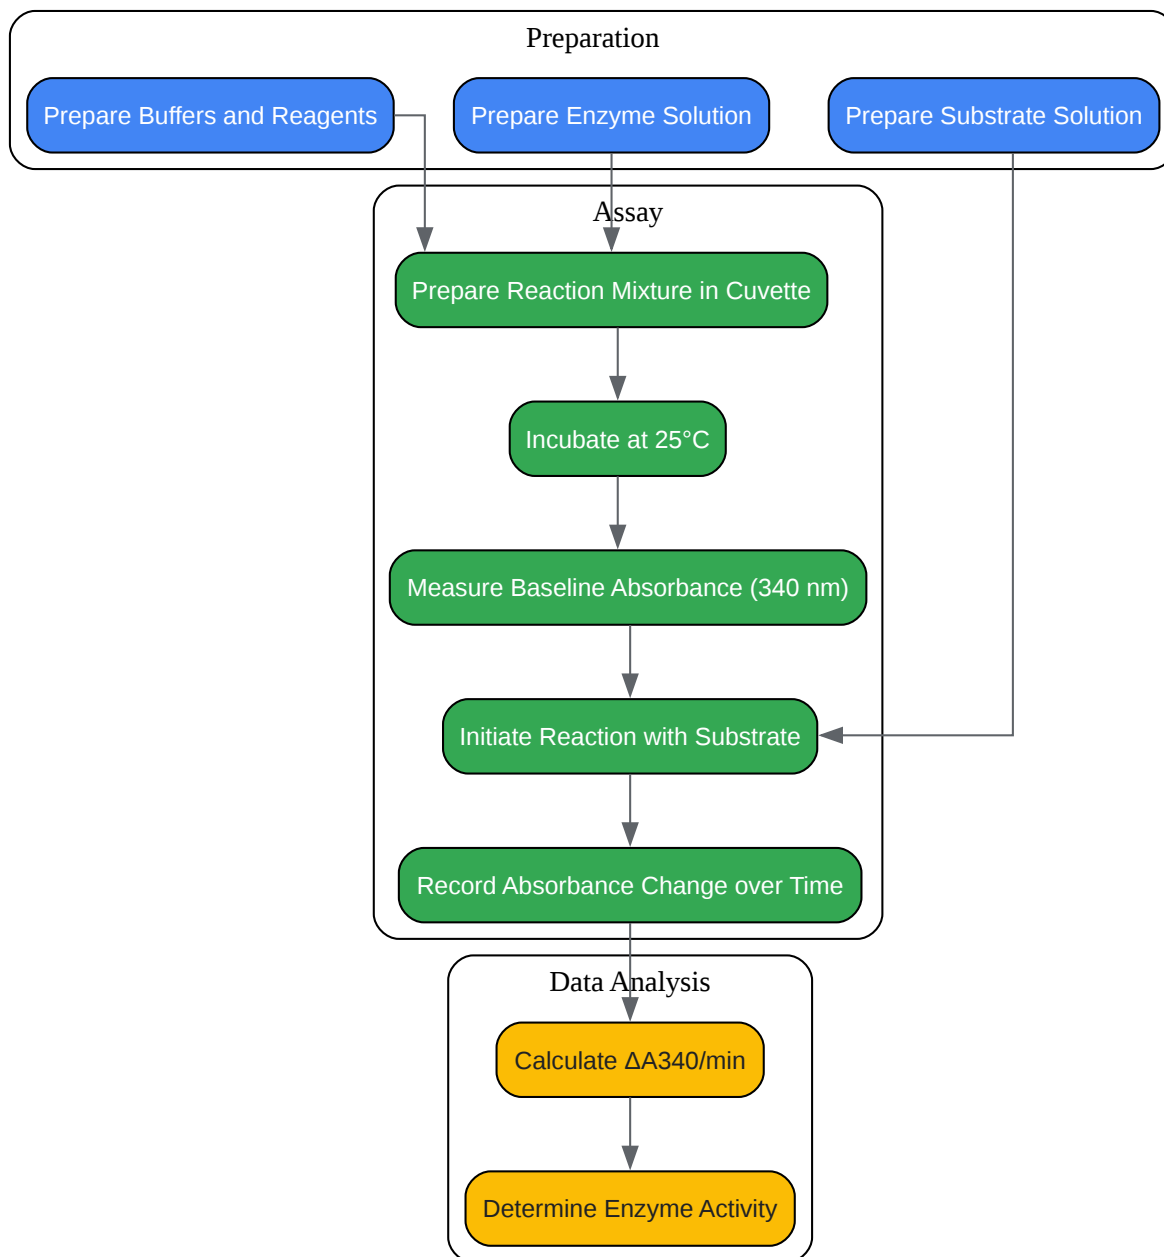 Preparation
Prepare Buffers and Reagents
Prepare Enzyme Solution
Prepare Substrate Solution
Assay
Prepare Reaction Mixture in Cuvette
Incubate at 25°C
Measure Baseline Absorbance (340 nm)
Initiate Reaction with Substrate
Record Absorbance Change over Time
Data Analysis
Calculate ΔA340/min
Determine Enzyme Activity